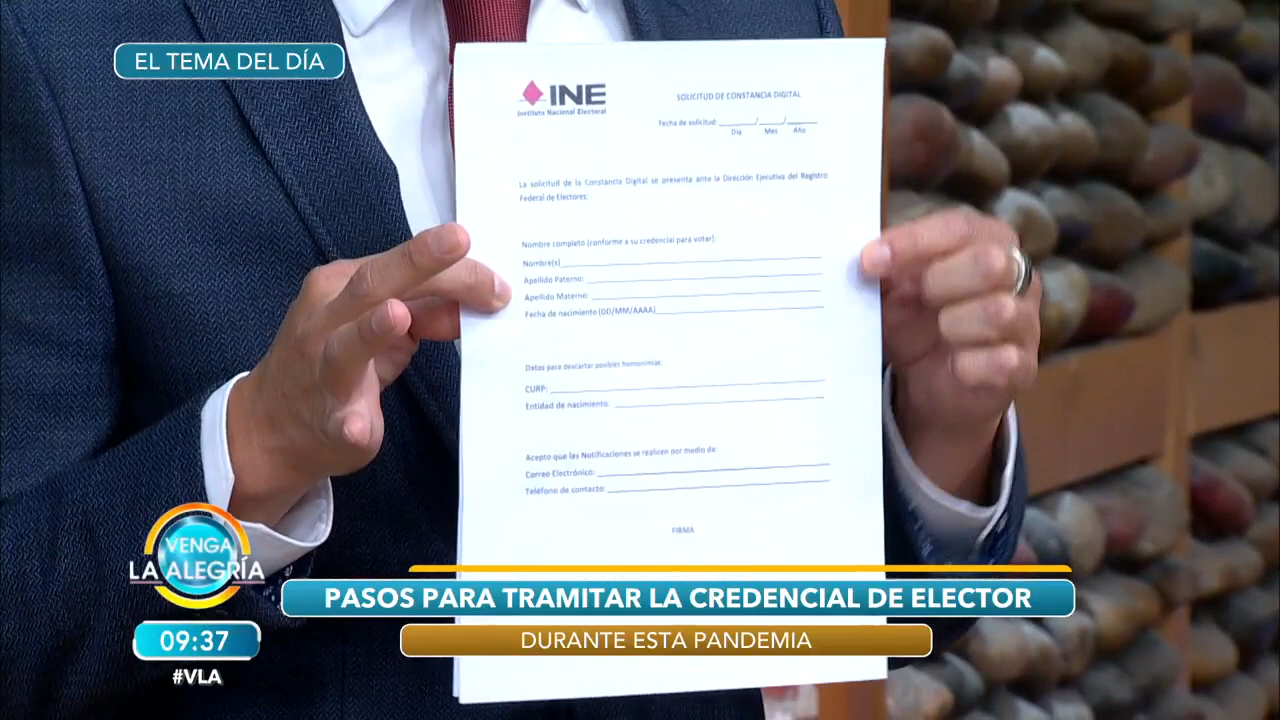 EL TEMA DEL DÍA
INE
Instituto Nacional Electoral
SOLICITUD DE CONSTANCIA DIGITAL
Fecha de solicitud: ______/_____/______
Día Mes Año
La solicitud de la Constancia Digital se presenta ante la Dirección Ejecutiva del Registro
Federal de Electores:
Nombre completo (conforme a su credencial para votar):
Nombre(s)
Apellido Paterno:
Apellido Materno:
Fecha de nacimiento (DD/MM/AAAA)
Datos para descartar posibles homonimias:
CURP:
Entidad de nacimiento:
Acepto que las Notificaciones se realicen por medio de:
Correo Electrónico:
Teléfono de contacto:
FIRMA
VENGA
LA ALEGRÍA
PASOS PARA TRAMITAR LA CREDENCIAL DE ELECTOR
09:37
DURANTE ESTA PANDEMIA
#VLA